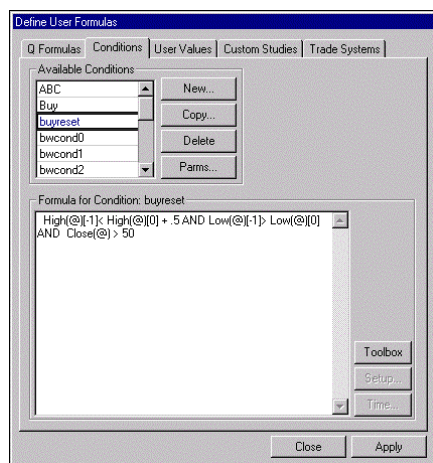 Define User Formulas
Q Formulas Conditions User Values Custom Studies Trade Systems
Available Conditions
ABC
Buy
buyreset
bwcond0
bwcond1
bwcond2
New...
Copy...
Delete
Parms...
Formula for Condition: buyreset
High(@)[-1]< High(@)[0] + .5 AND Low(@)[-1]> Low(@)[0]
AND Close(@) > 50
Toolbox
Setup...
Time...
Close Apply